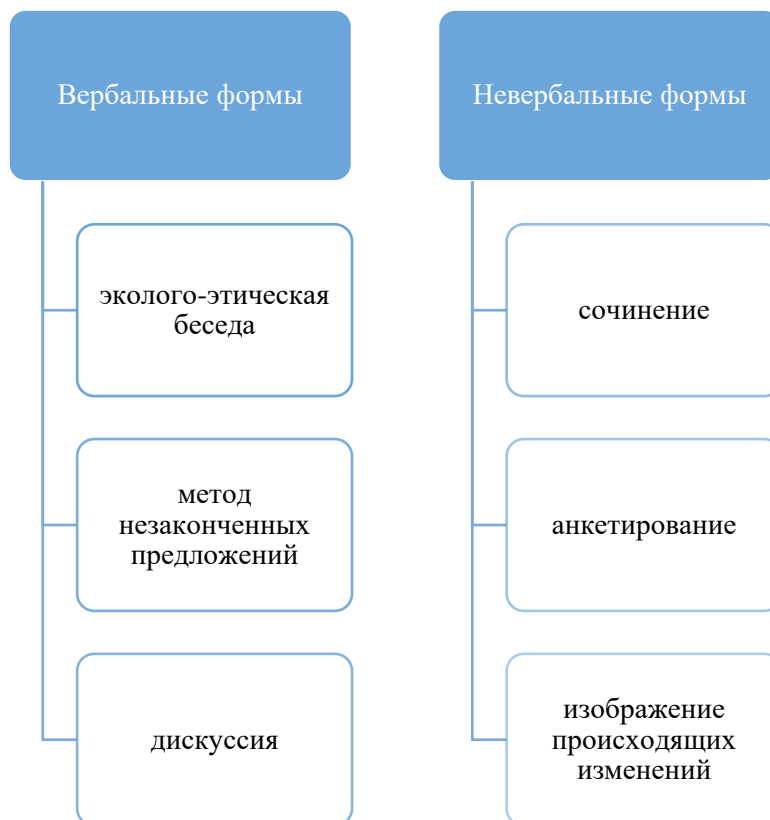 Вербальные формы
эколого-этическая
беседа
метод
незаконченных
предложений
дискуссия
Невербальные формы
сочинение
анкетирование
изображение
происходящих
изменений